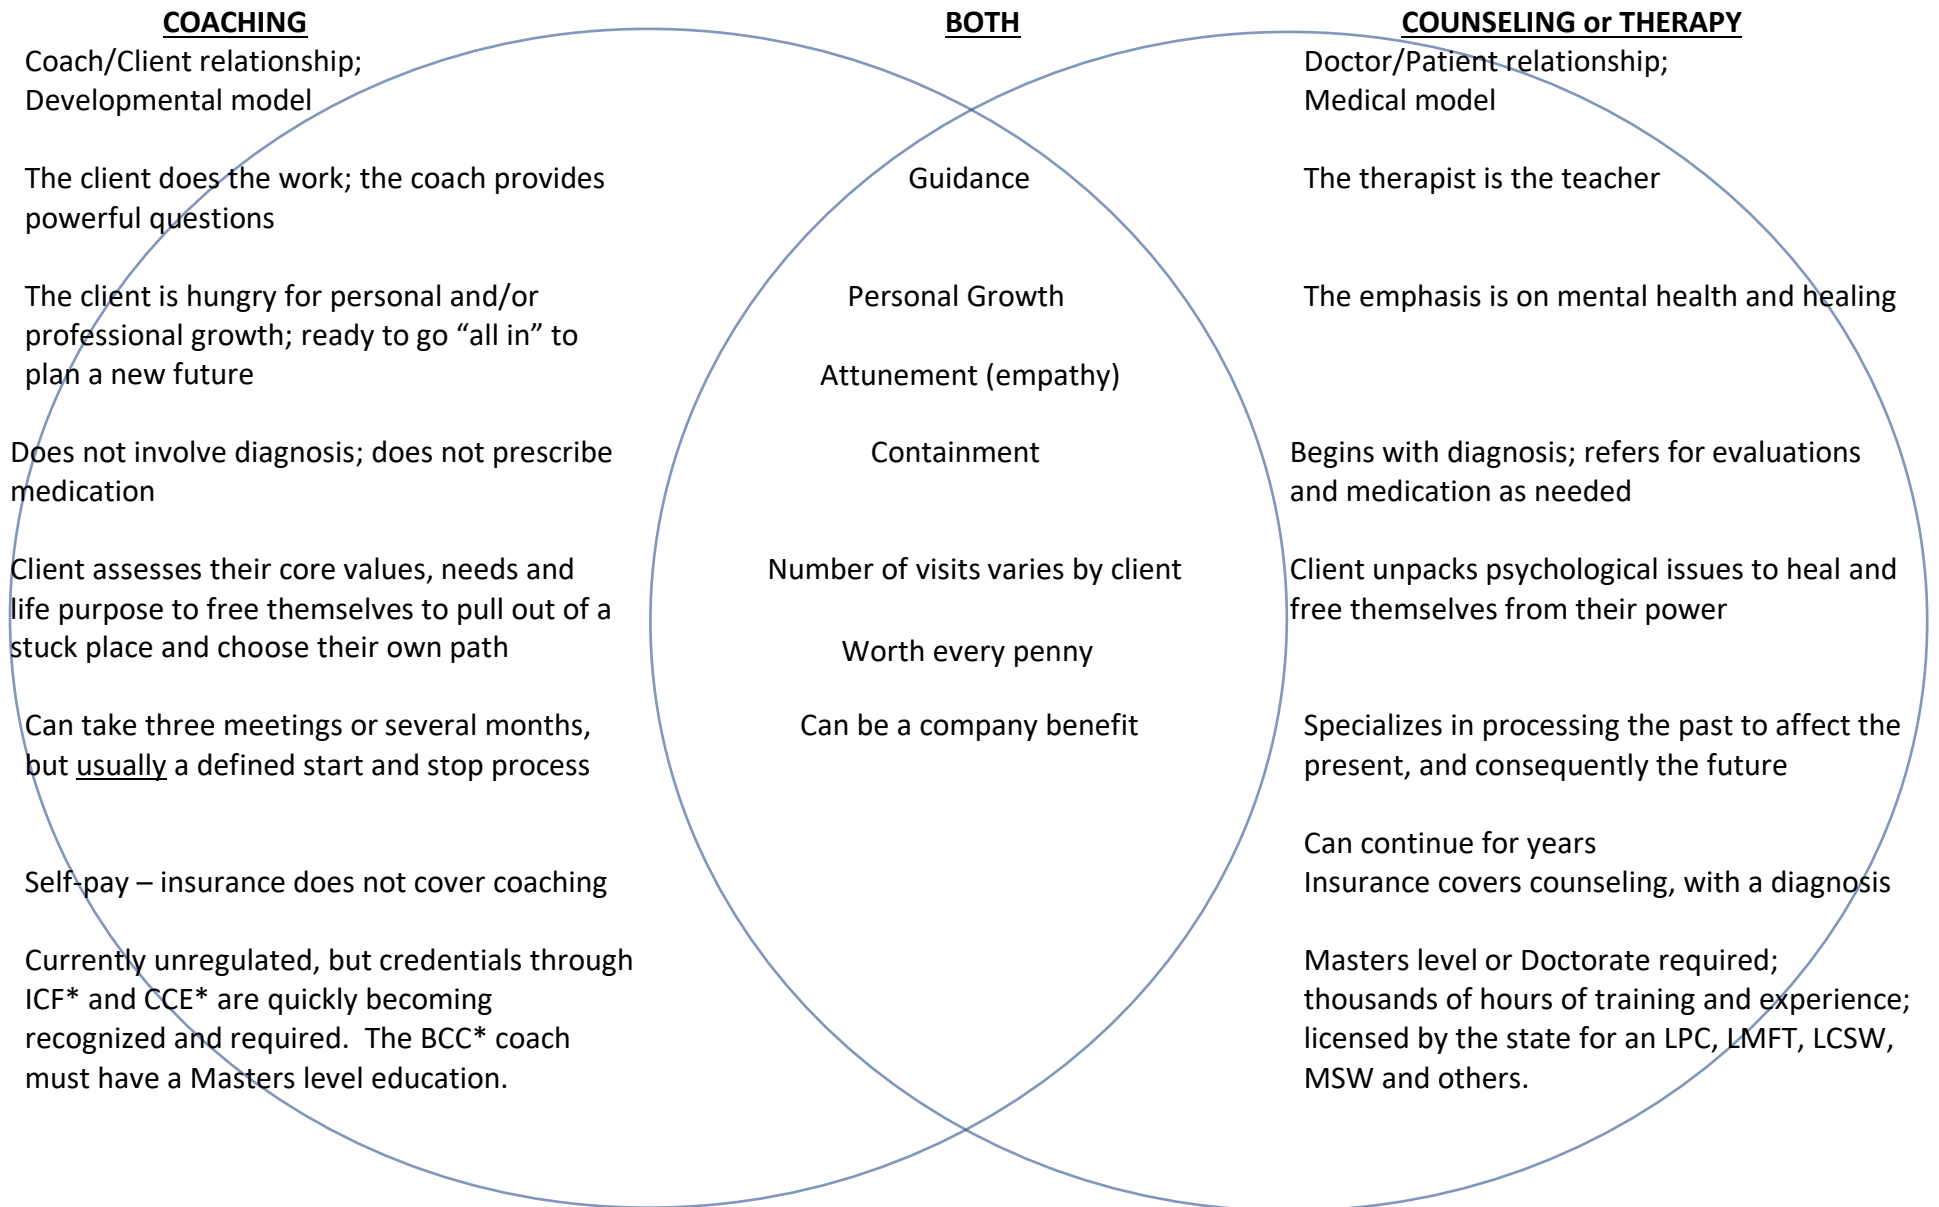 COACHING
Coach/Client relationship;
Developmental model
The client does the work; the coach provides
powerful questions
The client is hungry for personal and/or
professional growth; ready to go “all in” to
plan a new future
Does not involve diagnosis; does not prescribe
medication
Client assesses their core values, needs and
life purpose to free themselves to pull out of a
stuck place and choose their own path
Can take three meetings or several months,
but usually a defined start and stop process
Self-pay – insurance does not cover coaching
Currently unregulated, but credentials through
ICF* and CCE* are quickly becoming
recognized and required.  The BCC* coach
must have a Masters level education.
BOTH
Guidance
Personal Growth
Attunement (empathy)
Containment
Number of visits varies by client
Worth every penny
Can be a company benefit
COUNSELING or THERAPY
Doctor/Patient relationship;
Medical model
The therapist is the teacher
The emphasis is on mental health and healing
Begins with diagnosis; refers for evaluations
and medication as needed
Client unpacks psychological issues to heal and
free themselves from their power
Specializes in processing the past to affect the
present, and consequently the future
Can continue for years
Insurance covers counseling, with a diagnosis
Masters level or Doctorate required;
thousands of hours of training and experience;
licensed by the state for an LPC, LMFT, LCSW,
MSW and others.